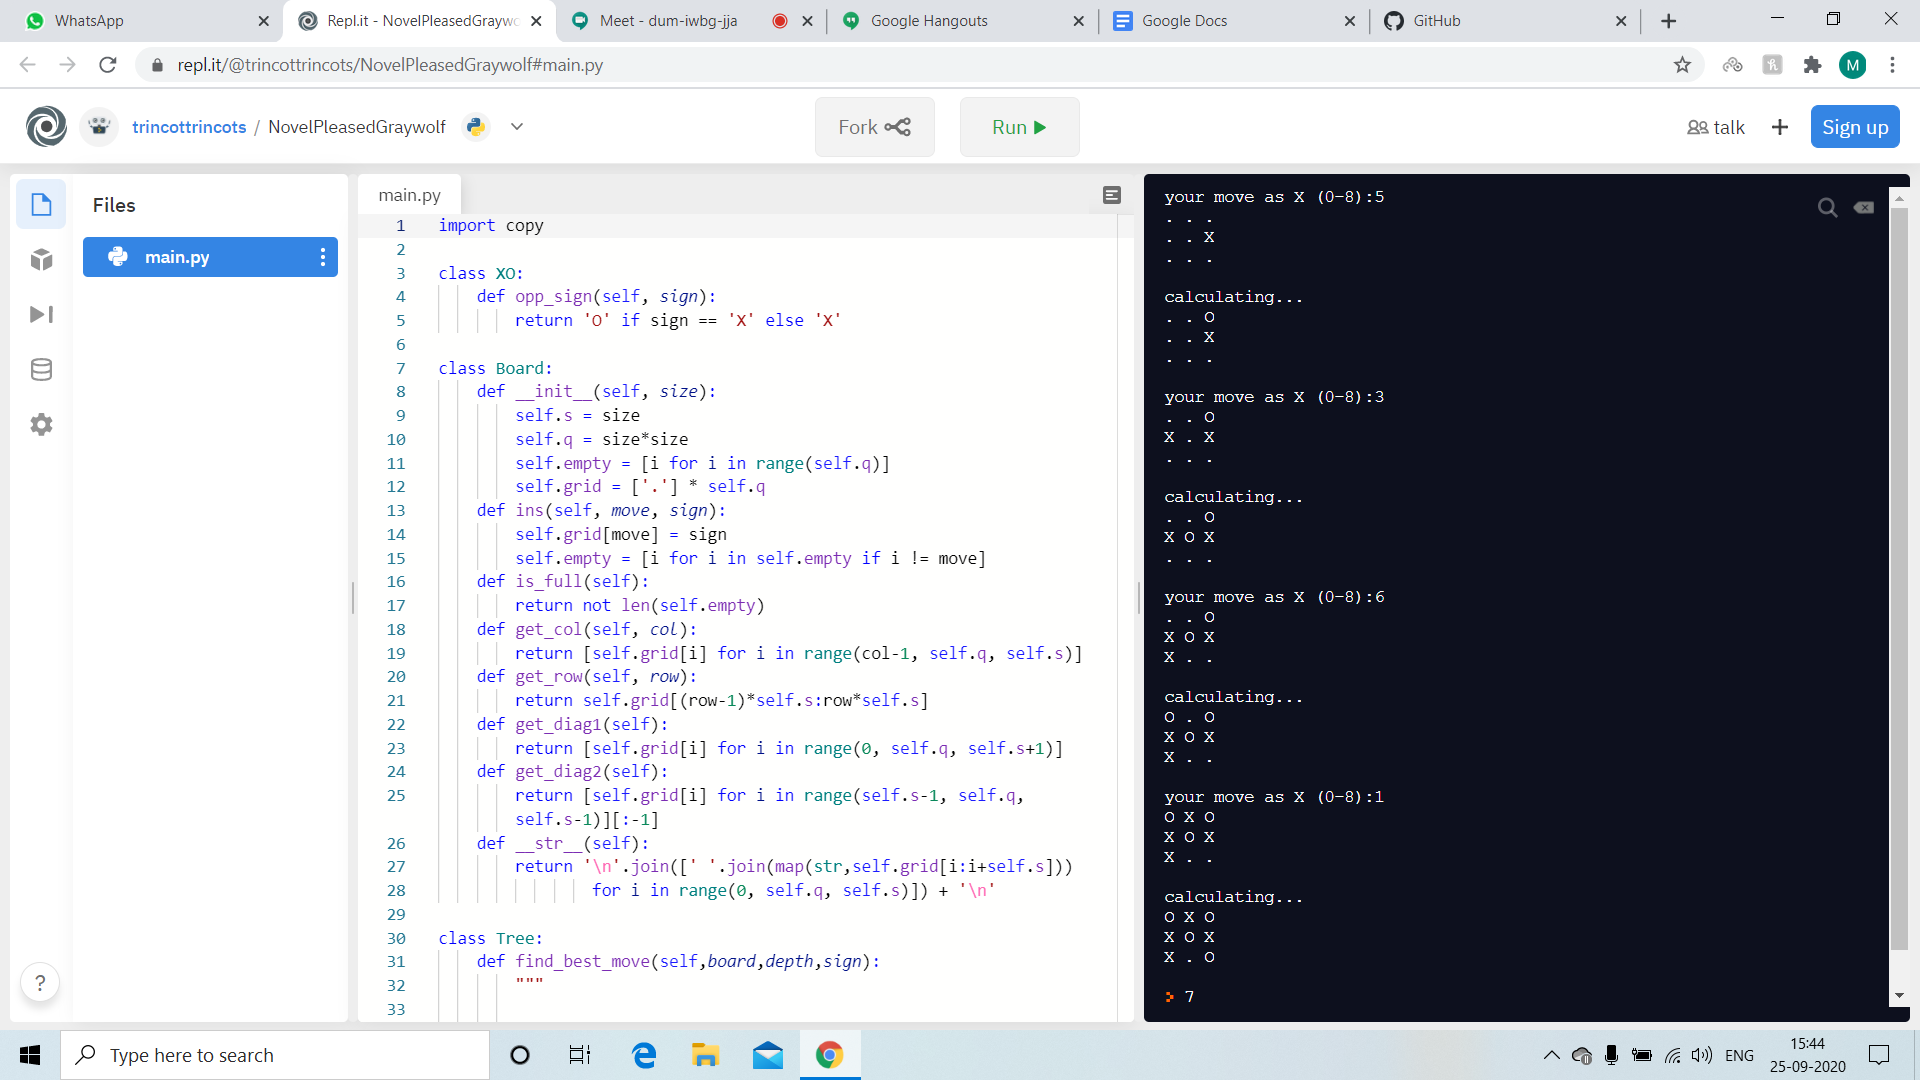 WhatsApp
Repl.it - NovelPleasedGraywo
Meet - dum-iwbg-jja
Google Hangouts
Google Docs
GitHub
repl.it/@trincottrincots/NovelPleasedGraywolf#main.py
M
trincottrincots / NovelPleasedGraywolf
Fork
Run
talk
+
Sign up
Files
main.py
main.py
1 import copy
2
3 class XO:
4 def opp_sign(self, sign):
5 return 'O' if sign == 'X' else 'X'
6
7 class Board:
8 def __init__(self, size):
9 self.s = size
10 self.q = size*size
11 self.empty = [i for i in range(self.q)]
12 self.grid = ['.'] * self.q
13 def ins(self, move, sign):
14 self.grid[move] = sign
15 self.empty = [i for i in self.empty if i != move]
16 def is_full(self):
17 return not len(self.empty)
18 def get_col(self, col):
19 return [self.grid[i] for i in range(col-1, self.q, self.s)]
20 def get_row(self, row):
21 return self.grid[(row-1)*self.s:row*self.s]
22 def get_diag1(self):
23 return [self.grid[i] for i in range(0, self.q, self.s+1)]
24 def get_diag2(self):
25 return [self.grid[i] for i in range(self.s-1, self.q,
self.s-1)][:-1]
26 def __str__(self):
27 return '\n'.join([' '.join(map(str,self.grid[i:i+self.s]))
28 for i in range(0, self.q, self.s)]) + '\n'
29
30 class Tree:
31 def find_best_move(self,board,depth,sign):
32 """
33
?
your move as X (0-8):5
. . .
. . X
. . .
calculating...
. . O
. . X
. . .
your move as X (0-8):3
. . O
X . X
. . .
calculating...
. . O
X O X
. . .
your move as X (0-8):6
. . O
X O X
X . .
calculating...
O . O
X O X
X . .
your move as X (0-8):1
O X O
X O X
X . .
calculating...
O X O
X O X
X . O
> 7
Type here to search
ENG
15:44
25-09-2020